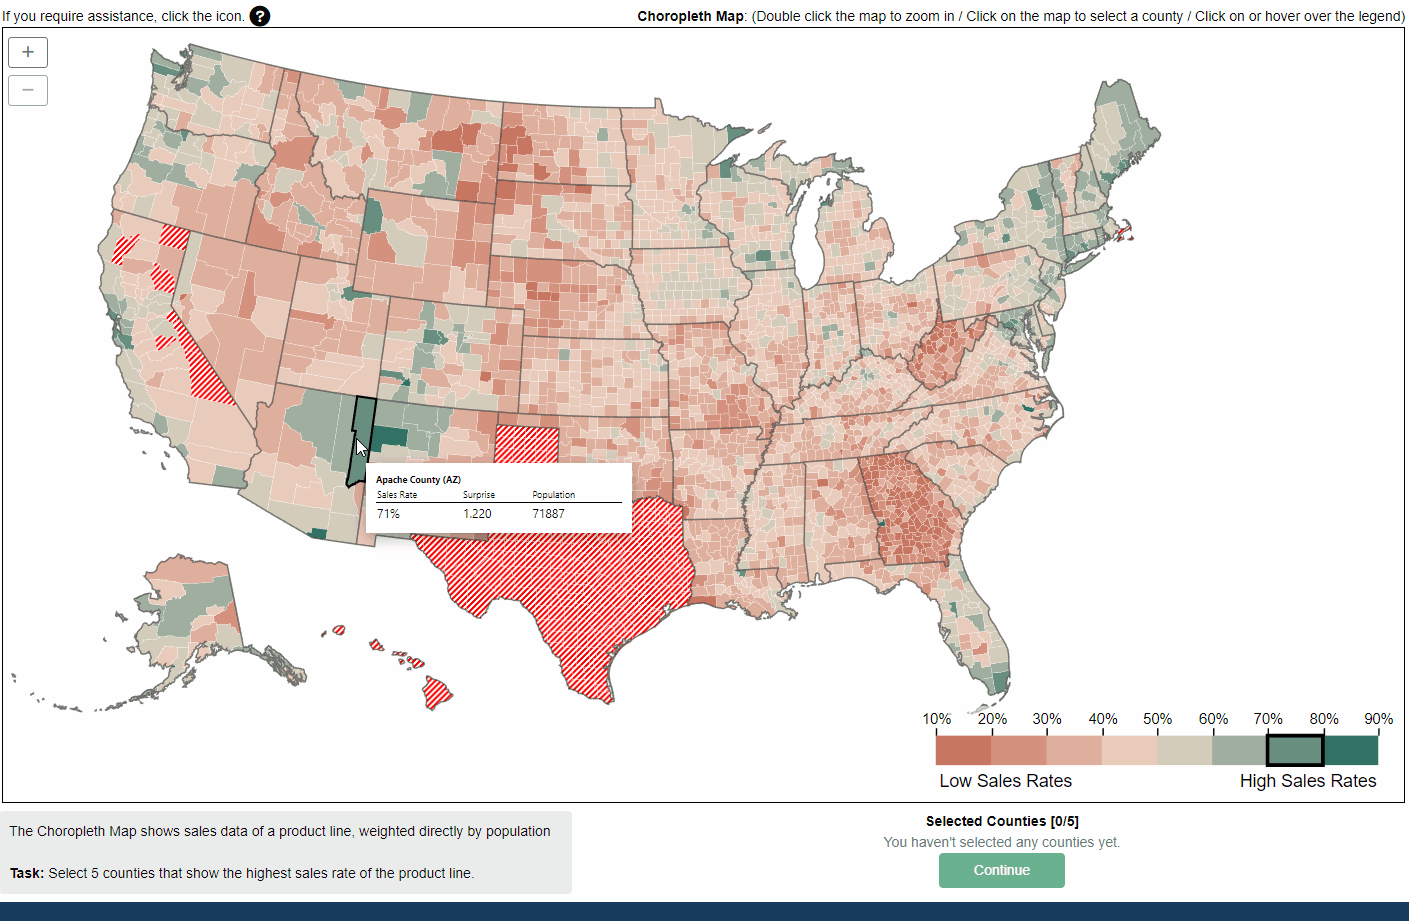 If you require assistance, click the icon. ?
Choropleth Map: (Double click the map to zoom in / Click on the map to select a county / Click on or hover over the legend)
+
−
Apache County (AZ)
Sales Rate Surprise Population
71% 1.220 71887
10% 20% 30% 40% 50% 60% 70% 80% 90%
Low Sales Rates High Sales Rates
The Choropleth Map shows sales data of a product line, weighted directly by population
Task: Select 5 counties that show the highest sales rate of the product line.
Selected Counties [0/5]
You haven't selected any counties yet.
Continue